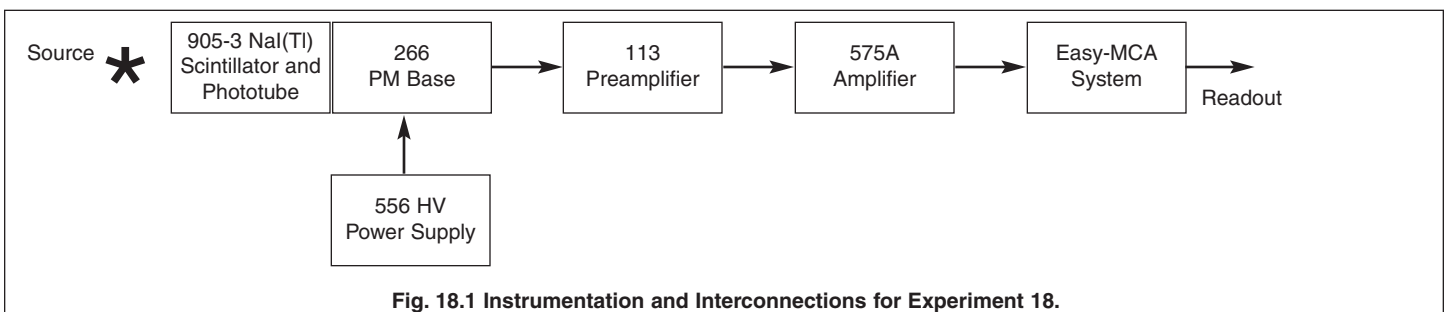 Source
905-3 NaI(Tl)
Scintillator and
Phototube
266
PM Base
113
Preamplifier
575A
Amplifier
Easy-MCA
System
Readout
556 HV
Power Supply
Fig. 18.1 Instrumentation and Interconnections for Experiment 18.